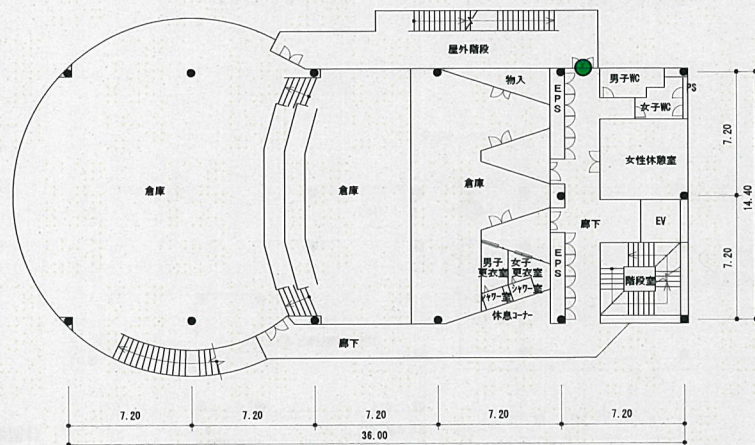 屋外階段
物入
EPS
男子WC
PS
女子WC
女性休憩室
倉庫
倉庫
倉庫
廊下
EV
EPS
男子
更衣室
女子
更衣室
シャワー室
シャワー室
階段室
休息コーナー
廊下
7.20
14.40
7.20
7.20
7.20
7.20
7.20
7.20
36.00